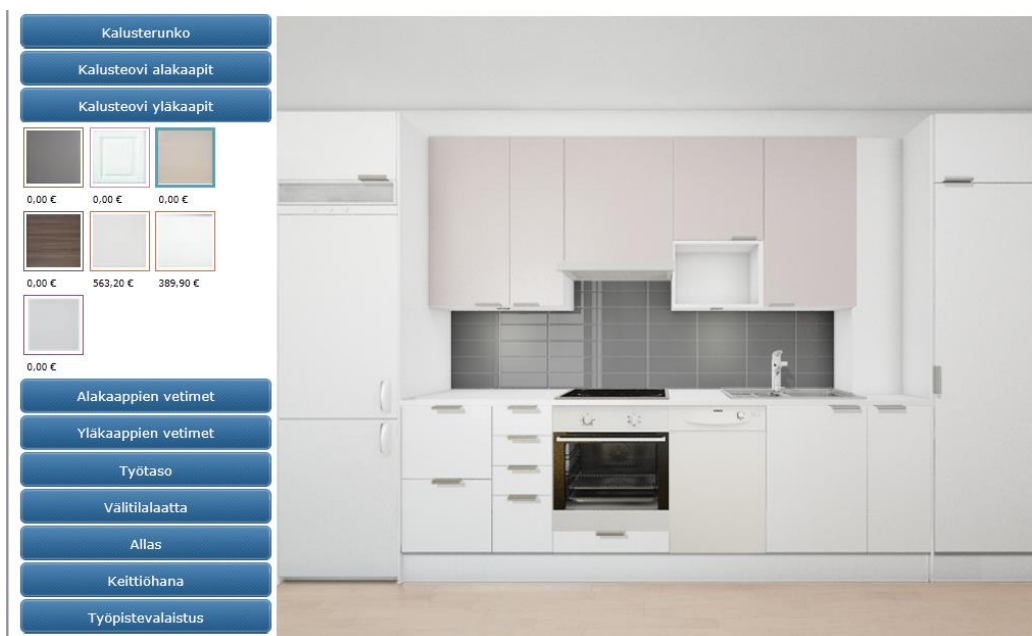 Kalusterunko
Kalusteovi alakaapit
Kalusteovi yläkaapit
0,00 € 0,00 € 0,00 €
0,00 € 563,20 € 389,90 €
0,00 €
Alakaappien vetimet
Yläkaappien vetimet
Työtaso
Välitilalaatta
Allas
Keittiöhana
Työpistevalaistus